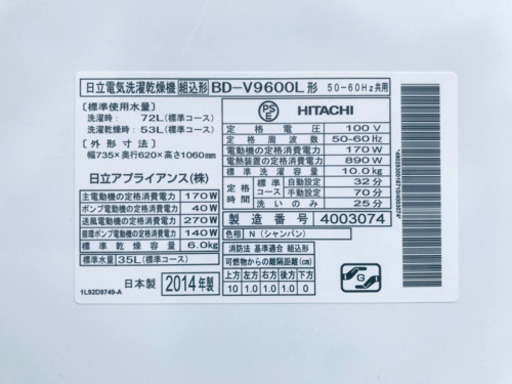 日立電気洗濯乾燥機 組込形 BD-V9600L形 50-60Hz共用
[標準使用水量]
洗濯時: 72L(標準コース)
洗濯乾燥時: 53L(標準コース)
[外形寸法]
幅735×奥行620×高さ1060mm
日立アプライアンス(株)
主電動機の定格消費電力 170W
ポンプ電動機の定格消費電力 40W
送風電動機の定格消費電力 270W
循環ポンプ電動機の定格消費電力 140W
標準乾燥容量 6.0kg
標準水量 35L(標準コース)
日本製 2014年製
1L92D9749-A
PSE HITACHI
定格電圧 100V
定格周波数 50-60Hz
電動機の定格消費電力 170W
電熱装置の定格消費電力 890W
標準洗濯容量 10.0kg
定格時間 標準コース 自動設定 32分
手動設定 70分
洗いのみ 25分
製造番号 4003074
色相 N(シャンパン)
消防法 基準適合 組込形
可燃物からの離隔距離(cm)
上方 左方 右方 前方 後方 下方
10 1.0 1.0 1.0 1.0 0
G